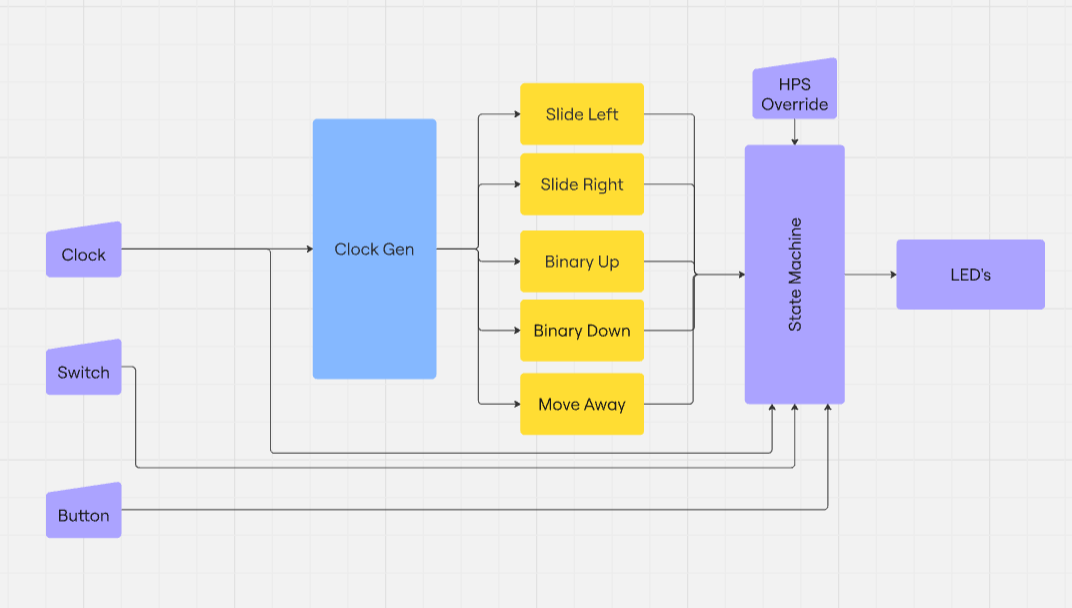 HPS
Override
Slide Left
Slide Right
Clock
Clock Gen
Binary Up
State Machine
LED's
Binary Down
Switch
Move Away
Button